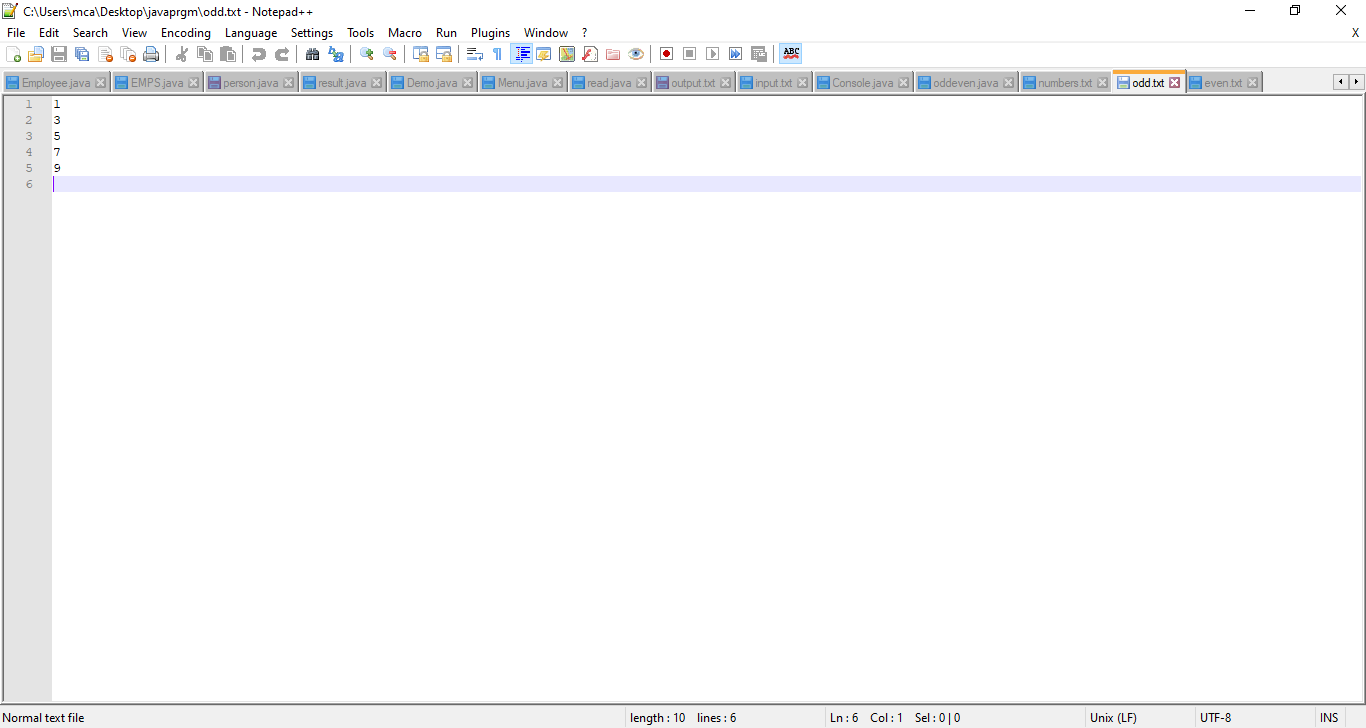 C:\Users\mca\Desktop\javaprgm\odd.txt - Notepad++
File Edit Search View Encoding Language Settings Tools Macro Run Plugins Window ? X
ABC
Employee.java EMPS.java person.java result.java Demo.java Menu.java read.java output.txt input.txt Console.java oddeven.java numbers.txt odd.txt even.txt
1 1
2 3
3 5
4 7
5 9
6
Normal text file length : 10 lines : 6 Ln : 6 Col : 1 Sel : 0 | 0 Unix (LF) UTF-8 INS